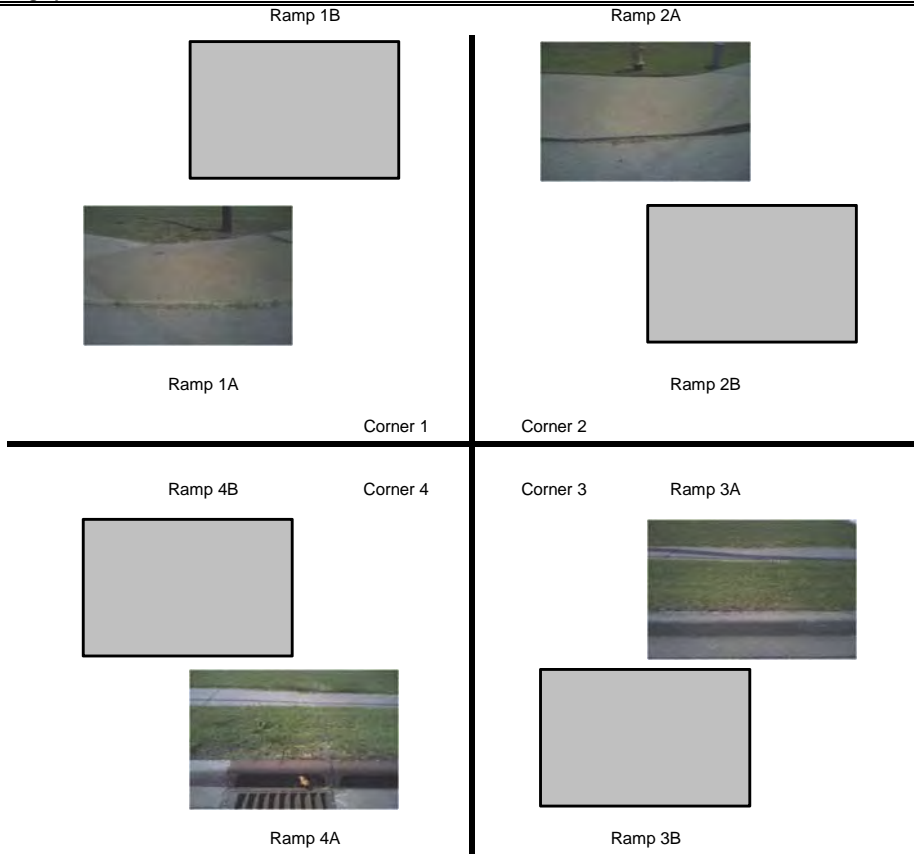 Ramp 1B Ramp 2A
Ramp 1A Ramp 2B
Corner 1 Corner 2
Ramp 4B Corner 4 Corner 3 Ramp 3A
Ramp 4A Ramp 3B